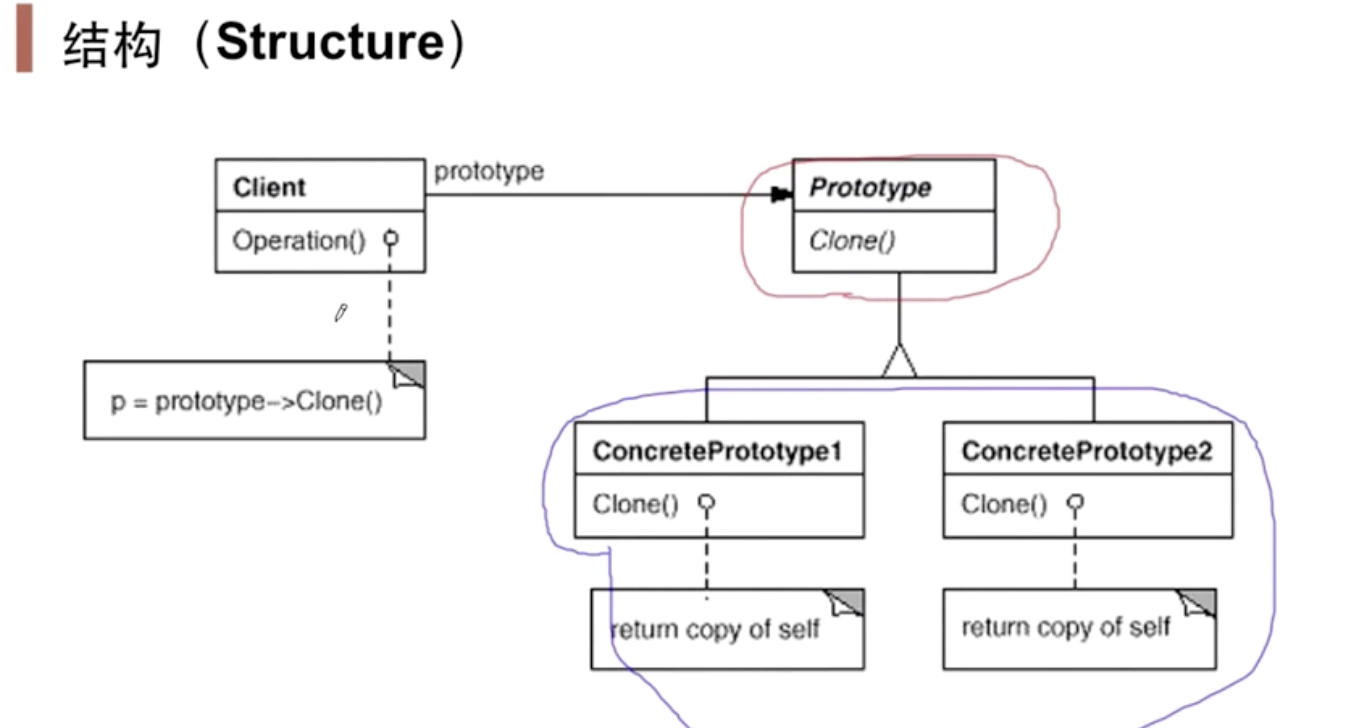 结构（Structure）
prototype
Client
Prototype
Operation()
Clone()
p = prototype->Clone()
ConcretePrototype1
ConcretePrototype2
Clone()
Clone()
return copy of self
return copy of self